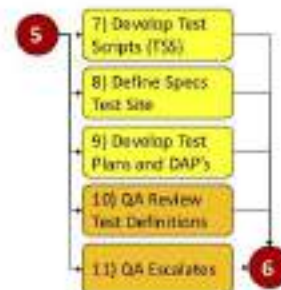 5
7) Develop Test
Scripts (TSS)
8) Define Specs
Test Site
9) Develop Test
Plans and DAP's
10) QA Review
Test Definitions
11) QA Escalates
6